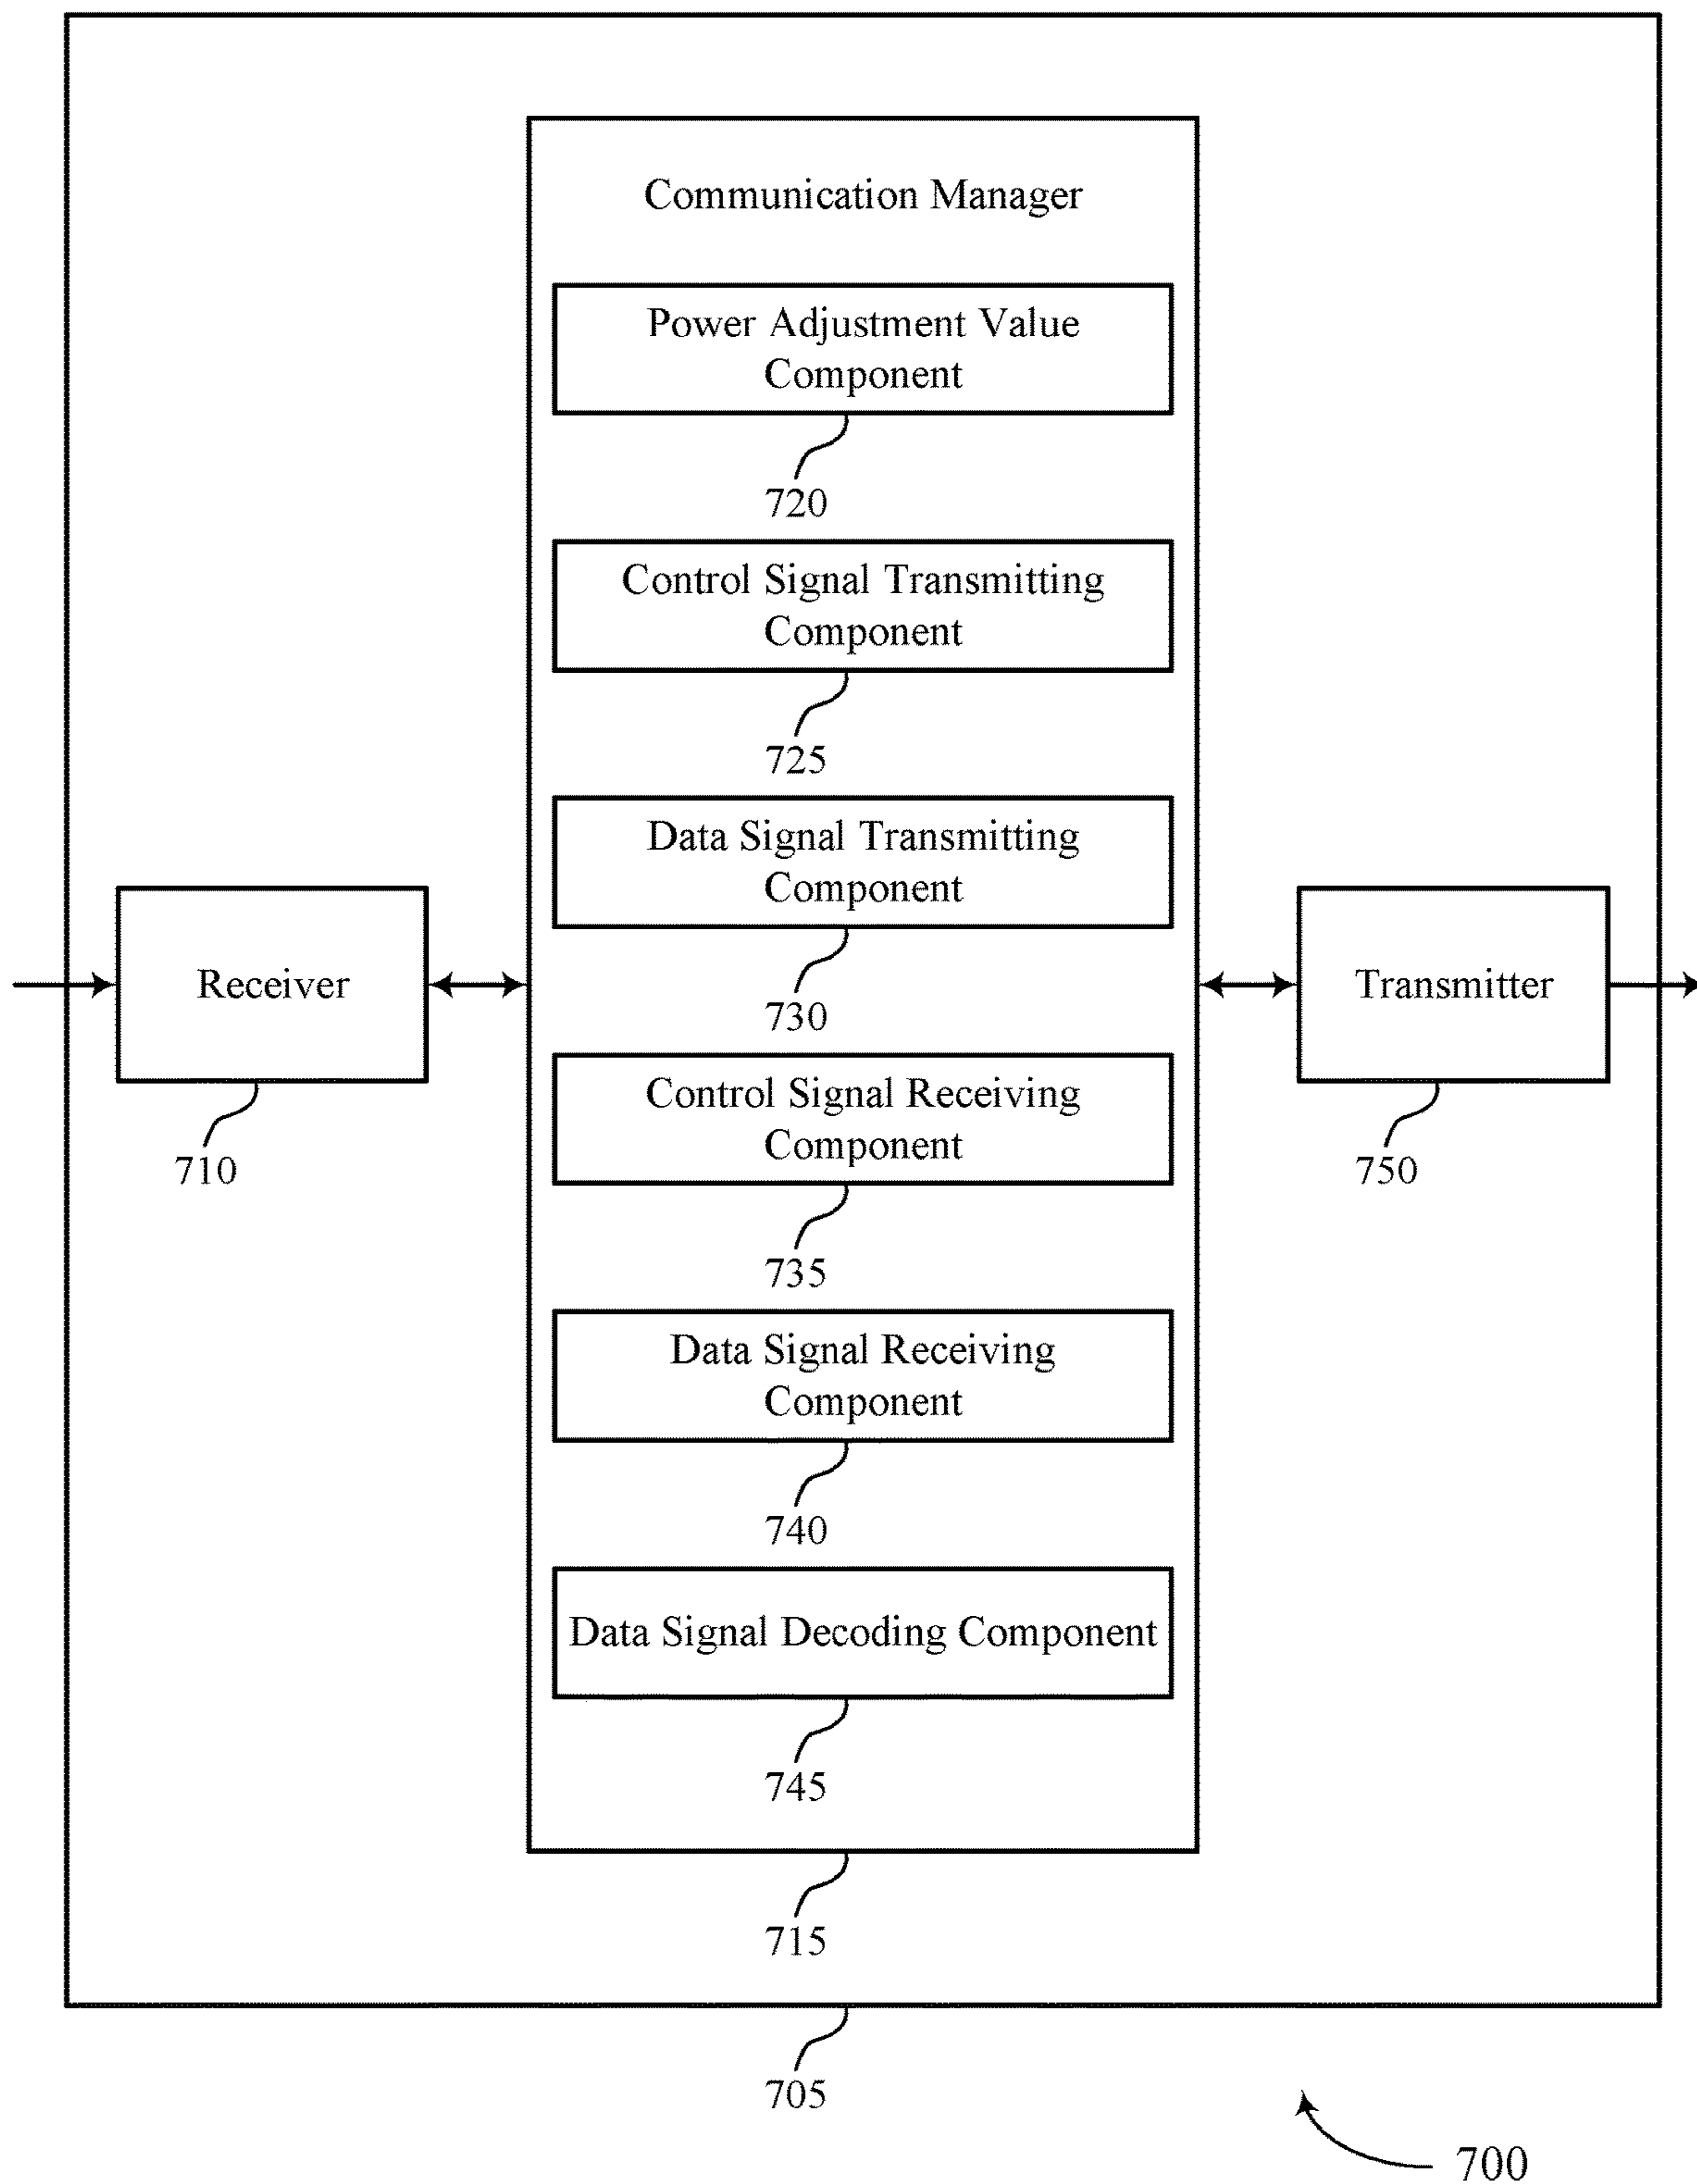 Communication Manager
Power Adjustment Value
Component
720
Control Signal Transmitting
Component
725
Data Signal Transmitting
Component
730
Receiver
710
Transmitter
750
Control Signal Receiving
Component
735
Data Signal Receiving
Component
740
Data Signal Decoding Component
745
715
705
700